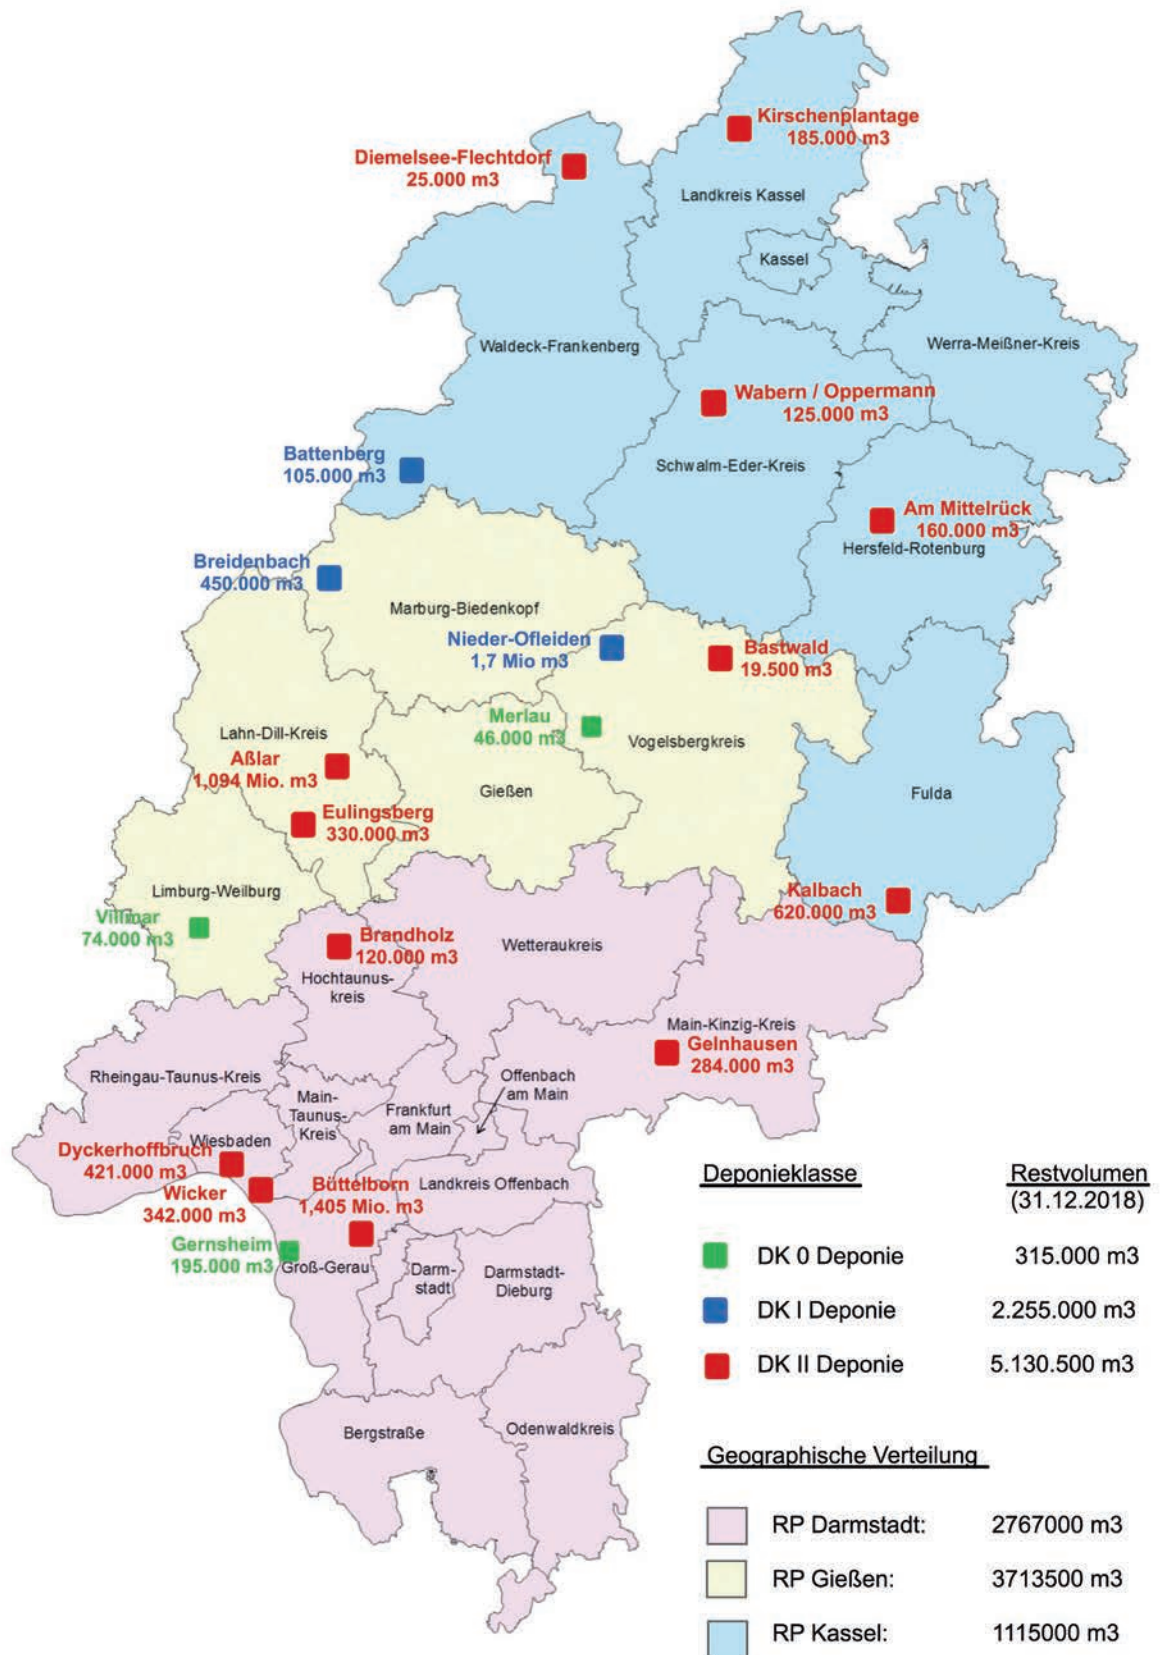 Kirschenplantage
185.000 m3
Diemelsee-Flechtdorf
25.000 m3
Landkreis Kassel
Kassel
Waldeck-Frankenberg
Werra-Meißner-Kreis
Wabern / Oppermann
125.000 m3
Battenberg
105.000 m3
Schwalm-Eder-Kreis
Am Mittelrück
160.000 m3
Hersfeld-Rotenburg
Breidenbach
450.000 m3
Marburg-Biedenkopf
Nieder-Ofleiden
1,7 Mio m3
Bastwald
19.500 m3
Merlau
46.000 m3
Lahn-Dill-Kreis
Vogelsbergkreis
Aßlar
1,094 Mio. m3
Gießen
Fulda
Eulingsberg
330.000 m3
Limburg-Weilburg
Kalbach
620.000 m3
Villmar
74.000 m3
Brandholz
120.000 m3
Wetteraukreis
Hochtaunus-
kreis
Main-Kinzig-Kreis
Gelnhausen
284.000 m3
Rheingau-Taunus-Kreis
Offenbach
am Main
Main-
Taunus-
Kreis
Frankfurt
am Main
Wiesbaden
Dyckerhoffbruch
421.000 m3
Wicker
342.000 m3
Büttelborn
1,405 Mio. m3
Landkreis Offenbach
Gernsheim
195.000 m3
Groß-Gerau
Darm-
stadt
Darmstadt-
Dieburg
Bergstraße
Odenwaldkreis
Deponieklasse Restvolumen
(31.12.2018)
DK 0 Deponie 315.000 m3
DK I Deponie 2.255.000 m3
DK II Deponie 5.130.500 m3
Geographische Verteilung
RP Darmstadt: 2767000 m3
RP Gießen: 3713500 m3
RP Kassel: 1115000 m3